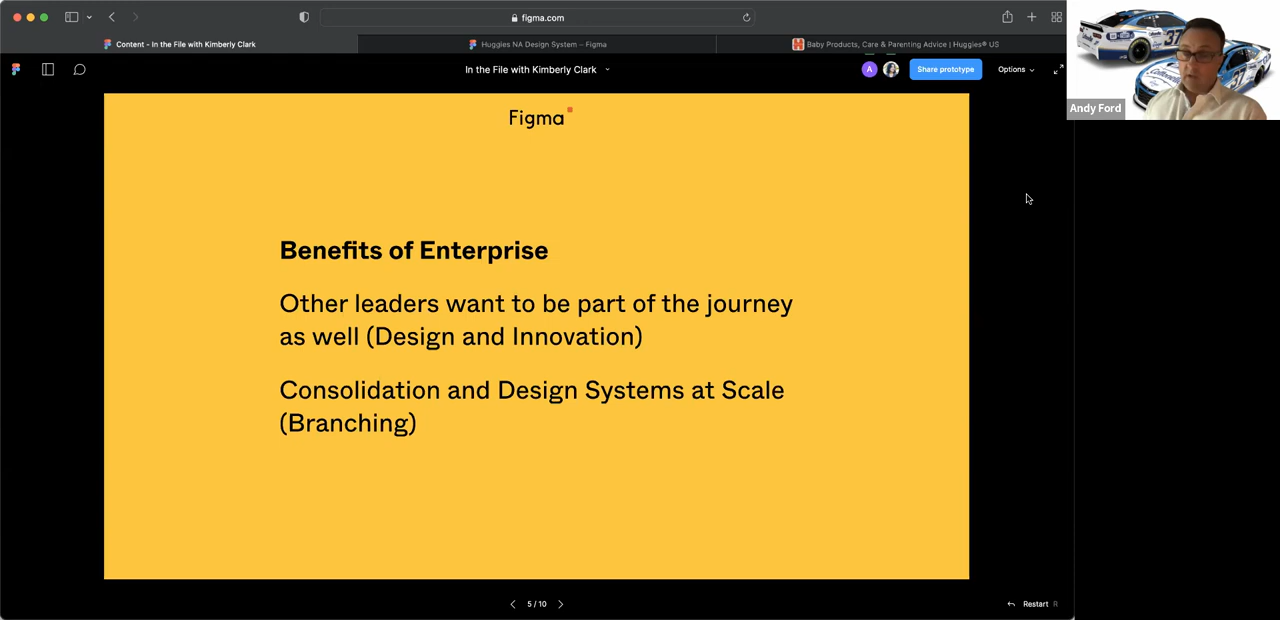 figma.com
Content - In the File with Kimberly Clark
Huggies NA Design System – Figma
Baby Products, Care & Parenting Advice | Huggies® US
In the File with Kimberly Clark
A
Share prototype
Options
Andy Ford
Figma
Benefits of Enterprise
Other leaders want to be part of the journey
as well (Design and Innovation)
Consolidation and Design Systems at Scale
(Branching)
5 / 10
Restart R